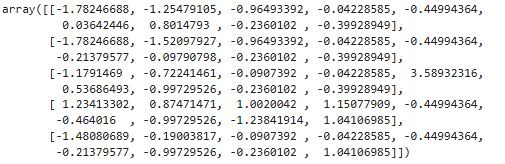 array([[-1.78246688, -1.25479105, -0.96493392, -0.04228585, -0.44994364,
0.03642446, 0.8014793 , -0.2360102 , -0.39928949],
[-1.78246688, -1.52097927, -0.96493392, -0.04228585, -0.44994364,
-0.21379577, -0.09790798, -0.2360102 , -0.39928949],
[-1.1791469 , -0.72241461, -0.0907392 , -0.04228585, 3.58932316,
0.53686493, -0.99729526, -0.2360102 , -0.39928949],
[ 1.23413302, 0.87471471, 1.0020042 , 1.15077909, -0.44994364,
-0.464016 , -0.99729526, -1.23841914, 1.04106985],
[-1.48080689, -0.19003817, -0.0907392 , -0.04228585, -0.44994364,
-0.21379577, -0.99729526, -0.2360102 , 1.04106985]])